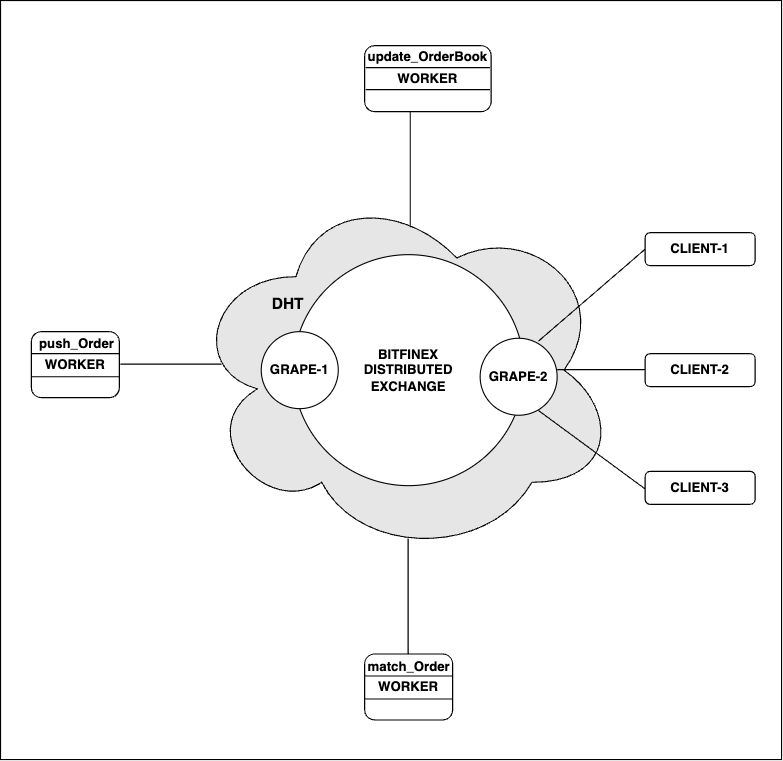 update_OrderBook
WORKER
CLIENT-1
DHT
push_Order
WORKER
GRAPE-1
BITFINEX
DISTRIBUTED
EXCHANGE
GRAPE-2
CLIENT-2
CLIENT-3
match_Order
WORKER